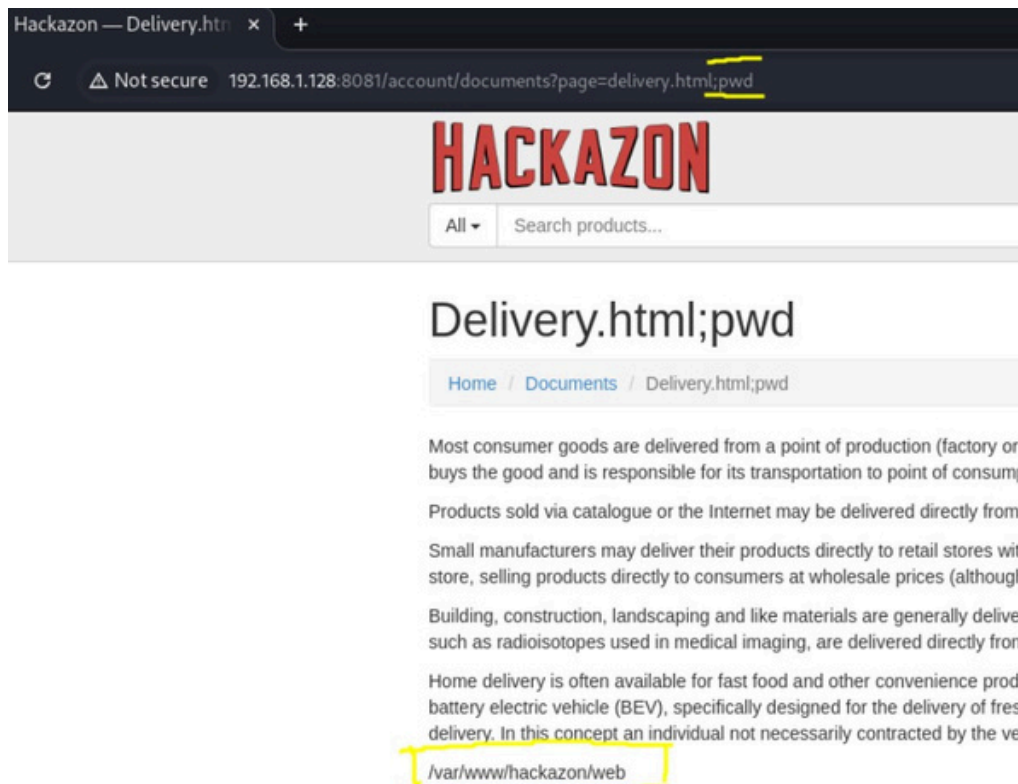 Hackazon — Delivery.htm
Not secure 192.168.1.128:8081/account/documents?page=delivery.html;pwd
HACKAZON
All Search products...
Delivery.html;pwd
Home / Documents / Delivery.html;pwd
Most consumer goods are delivered from a point of production (factory or
buys the good and is responsible for its transportation to point of consum
Products sold via catalogue or the Internet may be delivered directly from
Small manufacturers may deliver their products directly to retail stores wit
store, selling products directly to consumers at wholesale prices (although
Building, construction, landscaping and like materials are generally delive
such as radioisotopes used in medical imaging, are delivered directly from
Home delivery is often available for fast food and other convenience prod
battery electric vehicle (BEV), specifically designed for the delivery of fres
delivery. In this concept an individual not necessarily contracted by the ve
/var/www/hackazon/web